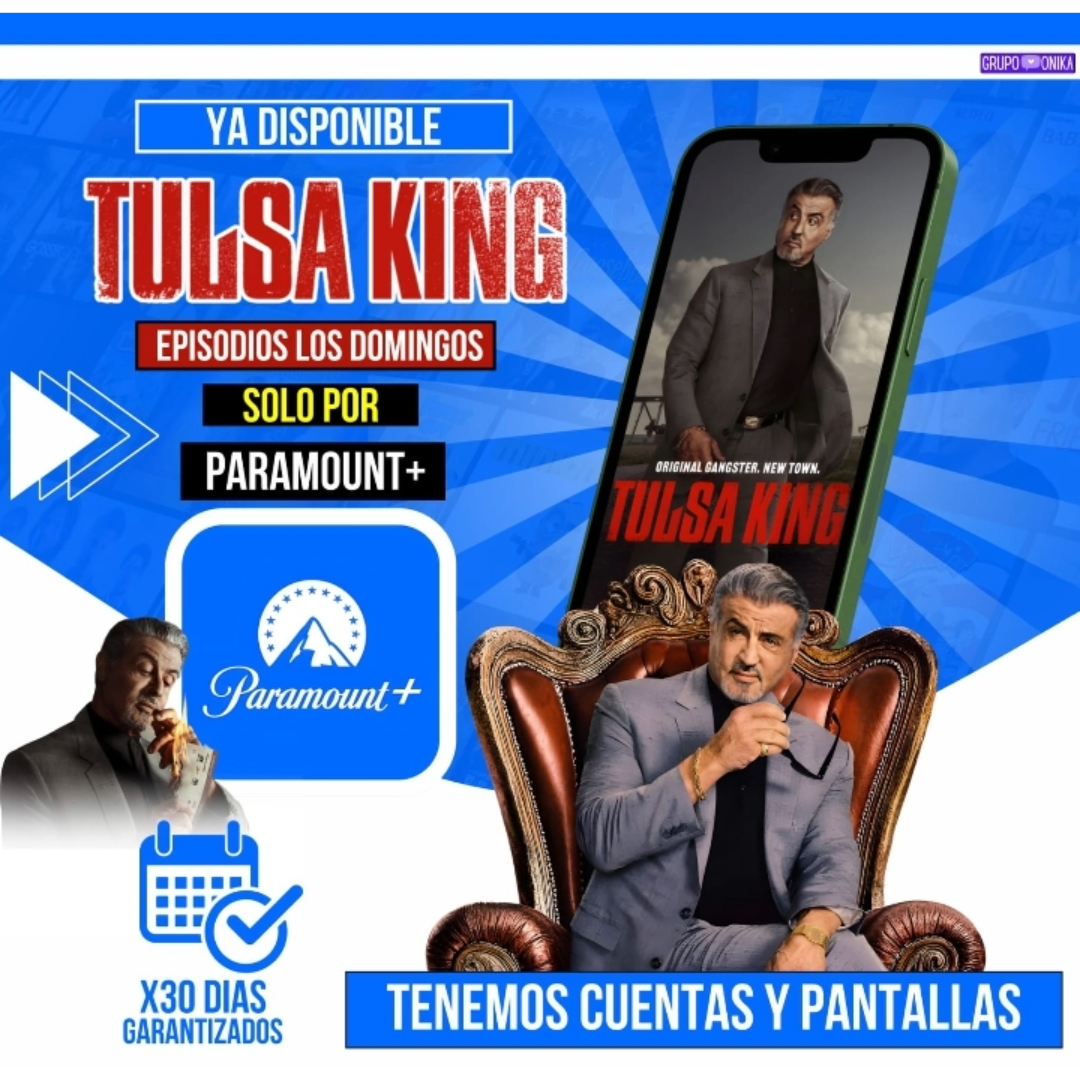 GRUPO ONIKA
YA DISPONIBLE
TULSA KING
EPISODIOS LOS DOMINGOS
SOLO POR
PARAMOUNT+
ORIGINAL GANGSTER. NEW TOWN.
TULSA KING
Paramount+
X30 DIAS
GARANTIZADOS
TENEMOS CUENTAS Y PANTALLAS